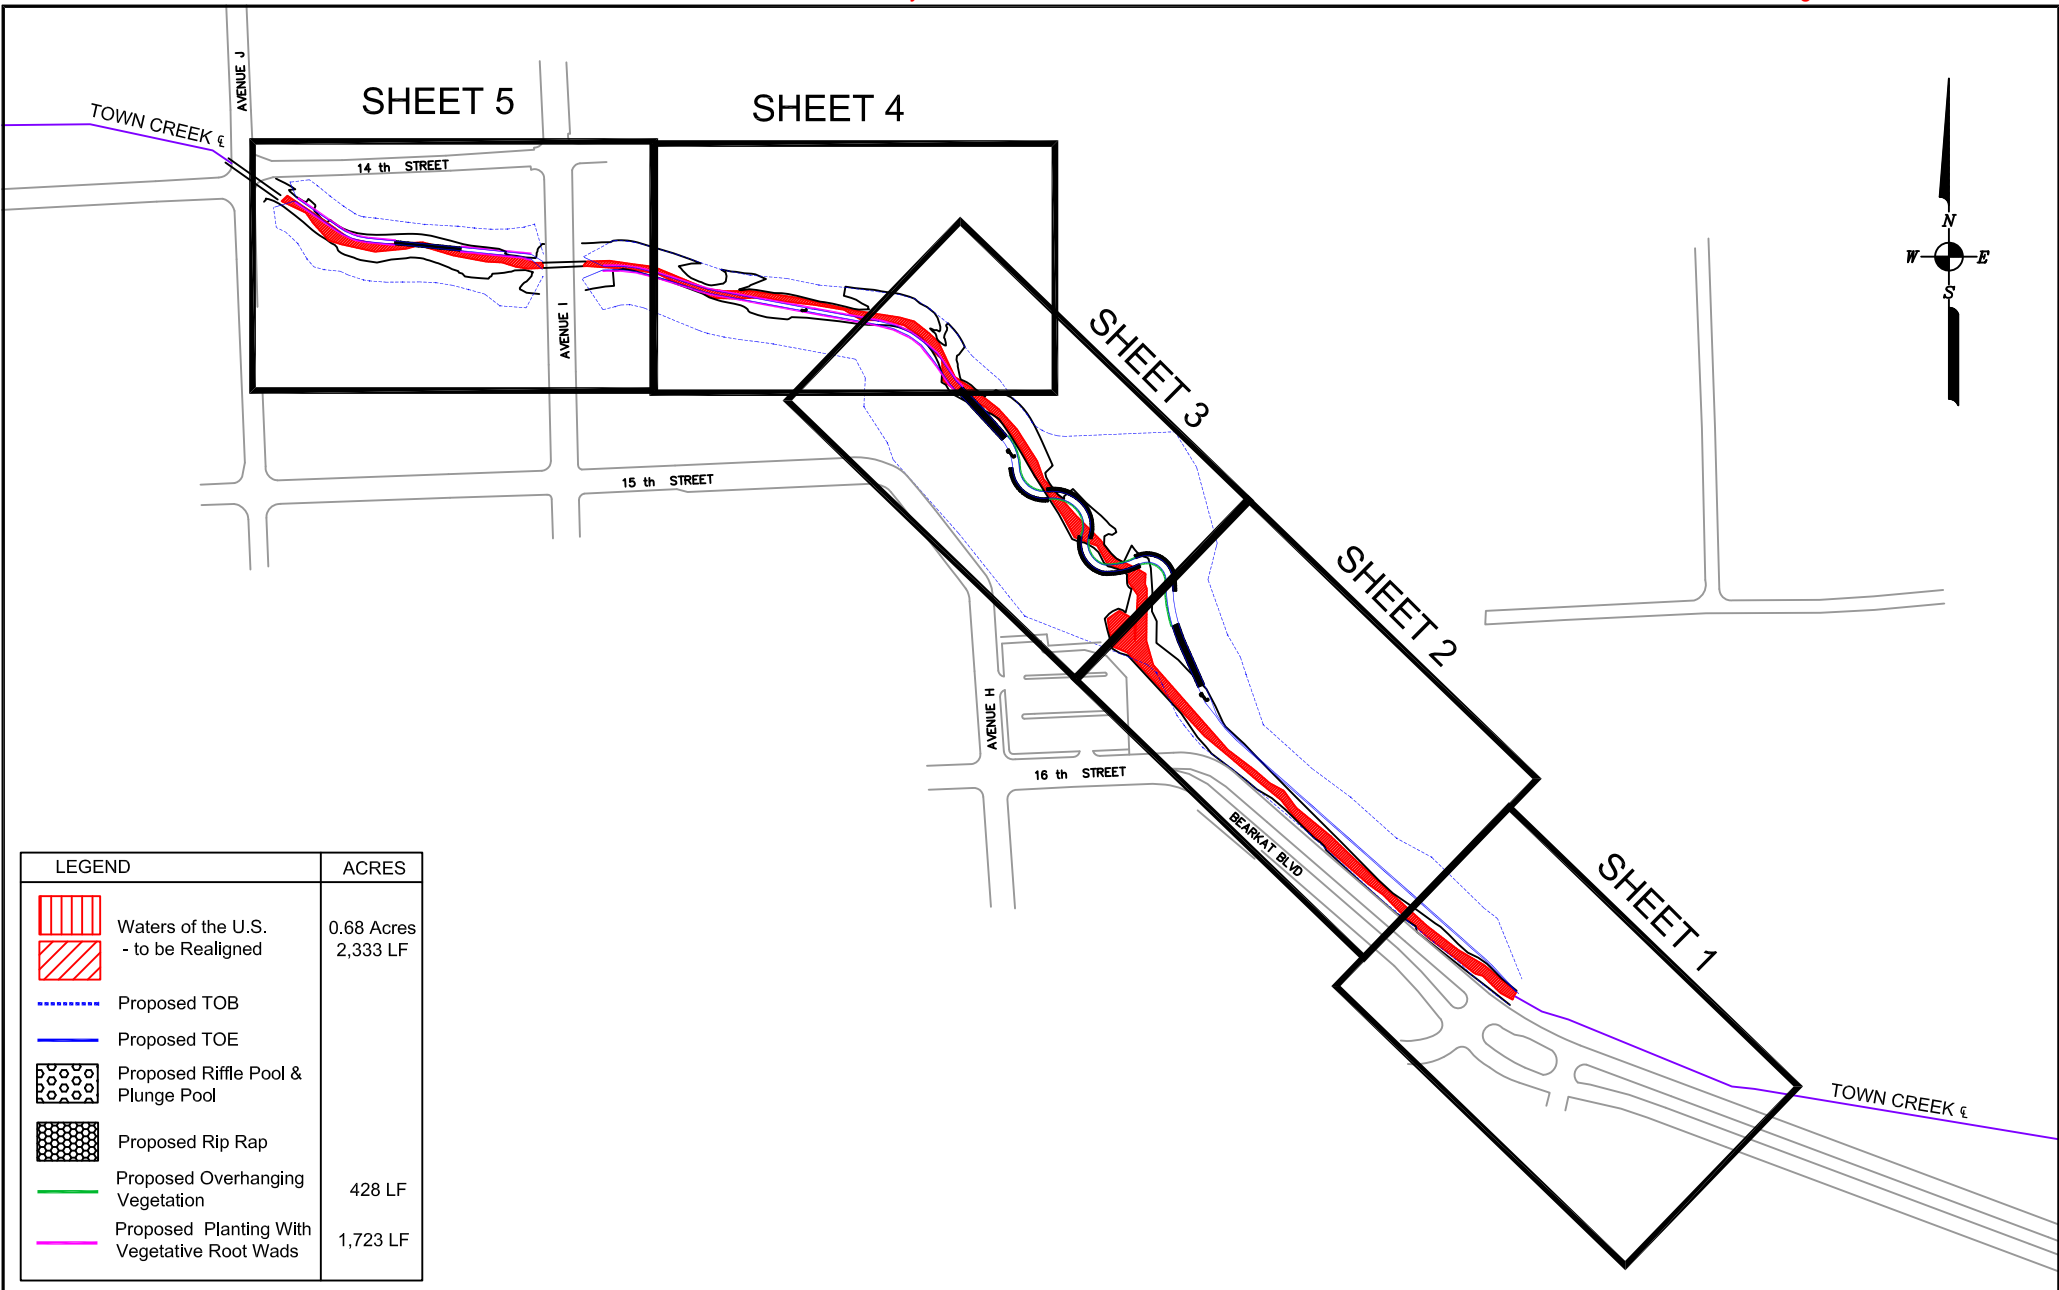 SHEET 5
SHEET 4
AVENUE J
TOWN CREEK ℄
14 th STREET
N
W
E
S
AVENUE I
SHEET 3
15 th STREET
SHEET 2
AVENUE H
16 th STREET
BEARKAT BLVD
SHEET 1
TOWN CREEK ℄
LEGEND
ACRES
Waters of the U.S.
- to be Realigned
0.68 Acres
2,333 LF
Proposed TOB
Proposed TOE
Proposed Riffle Pool &
Plunge Pool
Proposed Rip Rap
Proposed Overhanging
Vegetation
428 LF
Proposed Planting With
Vegetative Root Wads
1,723 LF